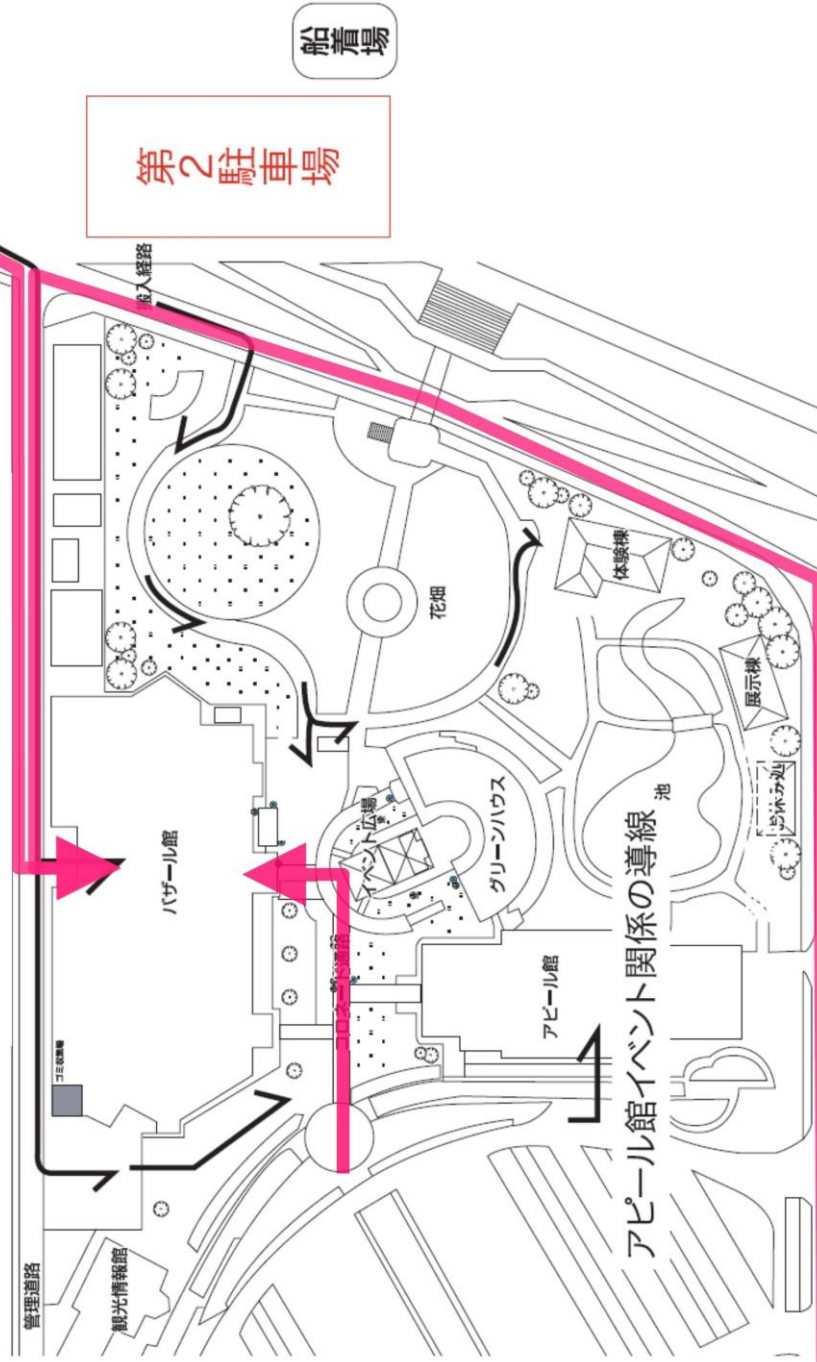 船着場
第2駐車場
搬入経路
体験棟
展示棟
お休み処
花畑
池
イベント広場
グリーンハウス
バザール館
コロネード通路
アピール館
アピール館イベント関係の導線
ゴミ収集場
観光情報館
管理道路